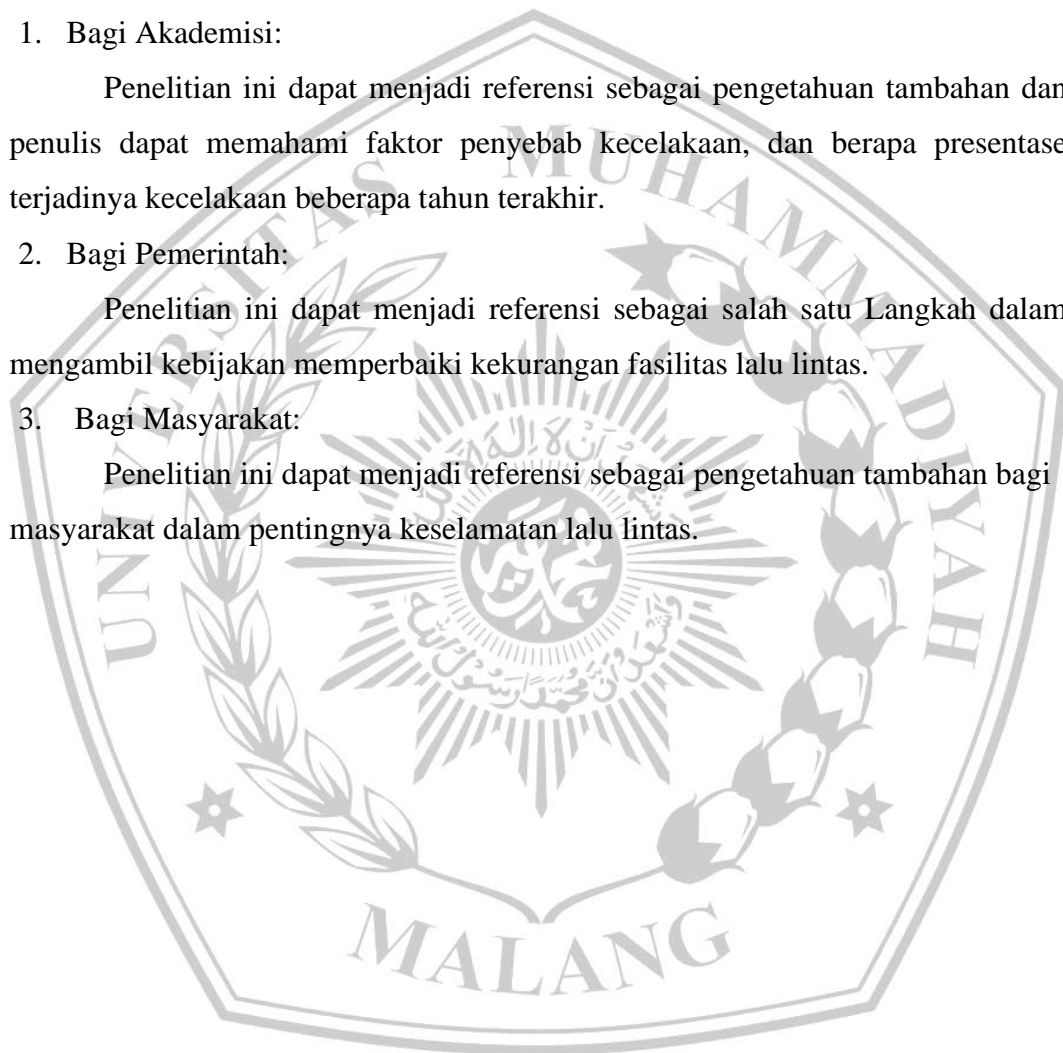 1. Bagi Akademisi:
Penelitian ini dapat menjadi referensi sebagai pengetahuan tambahan dan
penulis dapat memahami faktor penyebab kecelakaan, dan berapa presentase
terjadinya kecelakaan beberapa tahun terakhir.
2. Bagi Pemerintah:
Penelitian ini dapat menjadi referensi sebagai salah satu Langkah dalam
mengambil kebijakan memperbaiki kekurangan fasilitas lalu lintas.
3. Bagi Masyarakat:
Penelitian ini dapat menjadi referensi sebagai pengetahuan tambahan bagi
masyarakat dalam pentingnya keselamatan lalu lintas.
UNIVERSITAS MUHAMMADIYAH
MALANG